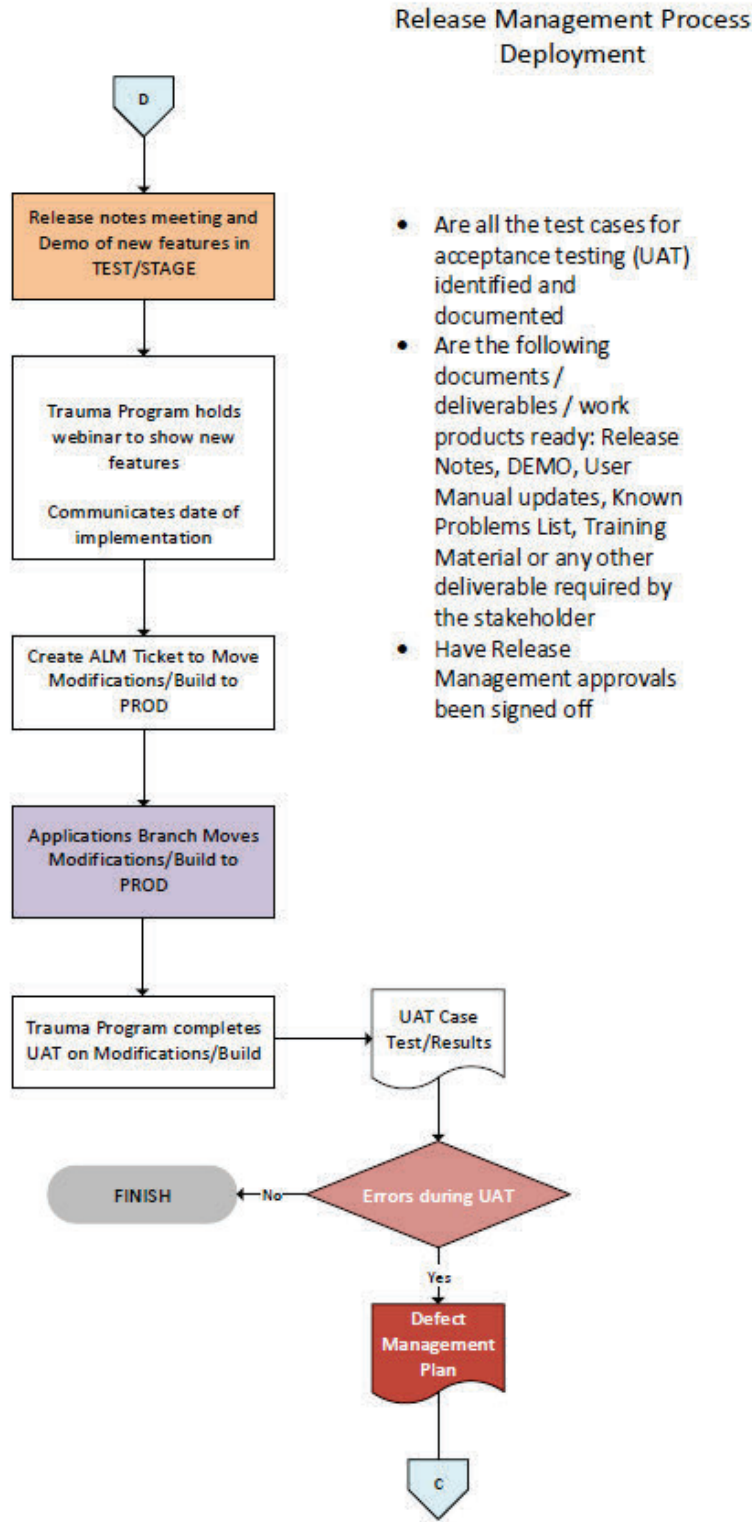 Release Management Process
Deployment
D
Release notes meeting and
Demo of new features in
TEST/STAGE
• Are all the test cases for
acceptance testing (UAT)
identified and
documented
• Are the following
documents /
deliverables / work
products ready: Release
Notes, DEMO, User
Manual updates, Known
Problems List, Training
Material or any other
deliverable required by
the stakeholder
• Have Release
Management approvals
been signed off
Trauma Program holds
webinar to show new
features
Communicates date of
implementation
Create ALM Ticket to Move
Modifications/Build to
PROD
Applications Branch Moves
Modifications/Build to
PROD
Trauma Program completes
UAT on Modifications/Build
UAT Case
Test/Results
Errors during UAT
No
FINISH
Yes
Defect
Management
Plan
C